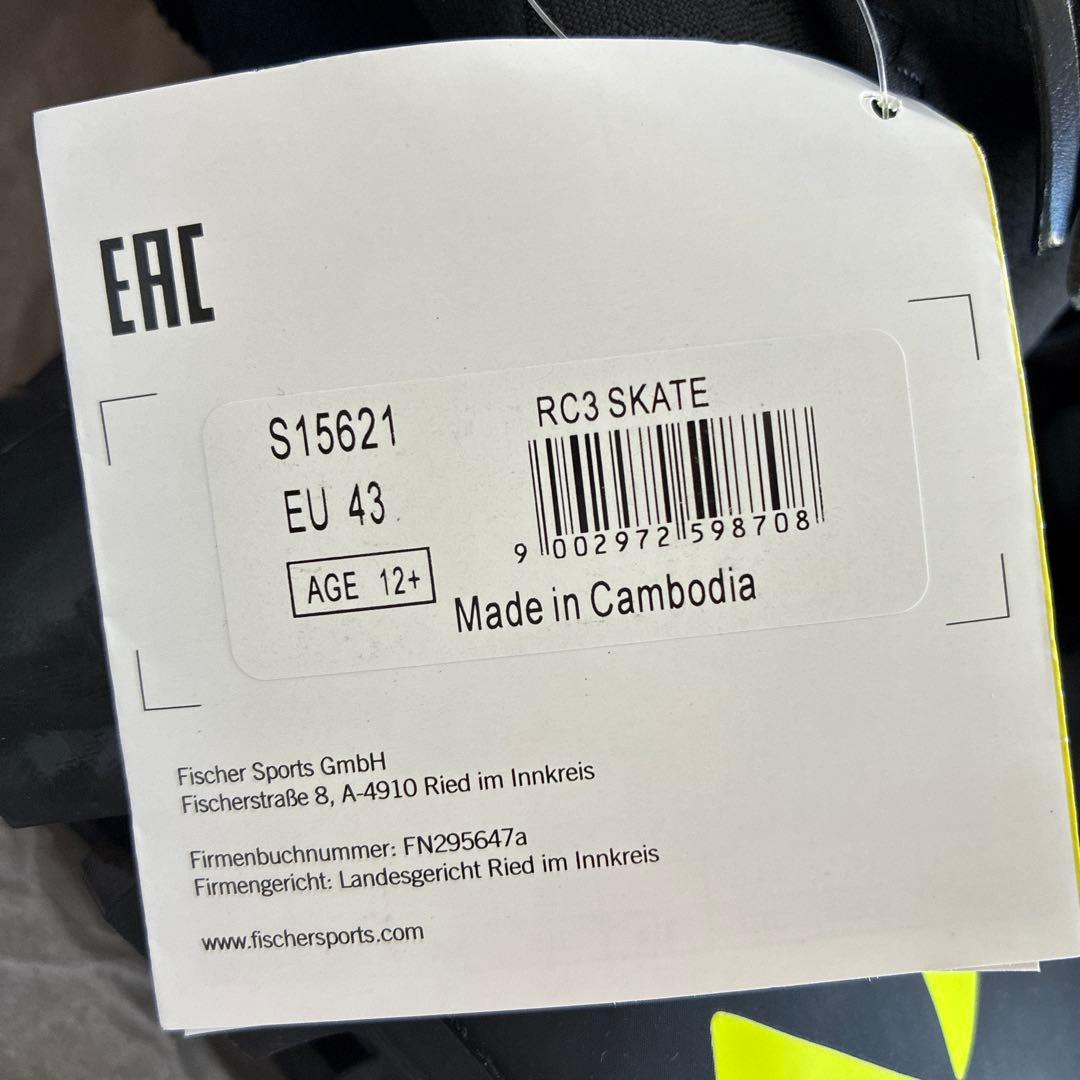 EAC
S15621
EU 43
AGE 12+
RC3 SKATE
9 002972 598708
Made in Cambodia
Fischer Sports GmbH
Fischerstraße 8, A-4910 Ried im Innkreis
Firmenbuchnummer: FN295647a
Firmengericht: Landesgericht Ried im Innkreis
www.fischersports.com